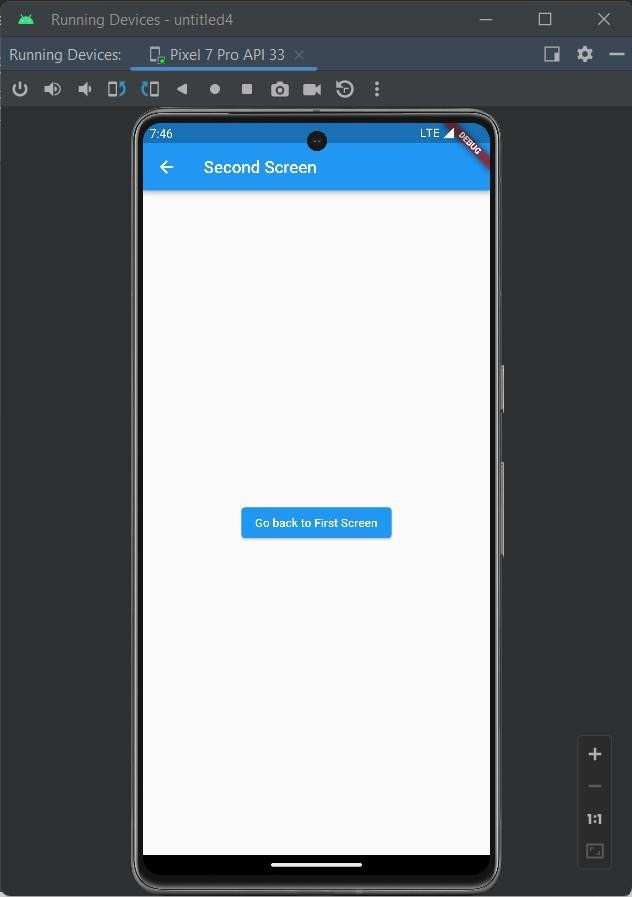 Running Devices - untitled4
Running Devices: Pixel 7 Pro API 33
7:46 LTE DEBUG
Second Screen
Go back to First Screen
1:1